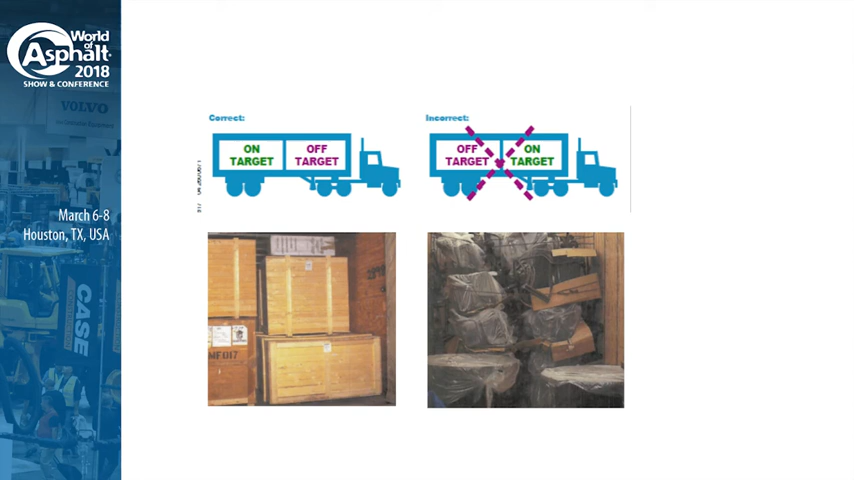 World
of
Asphalt
2018
SHOW & CONFERENCE
VOLVO
March 6-8
Houston, TX, USA
CASE
Correct:
ON
TARGET
OFF
TARGET
Incorrect:
OFF
TARGET
ON
TARGET
MF017